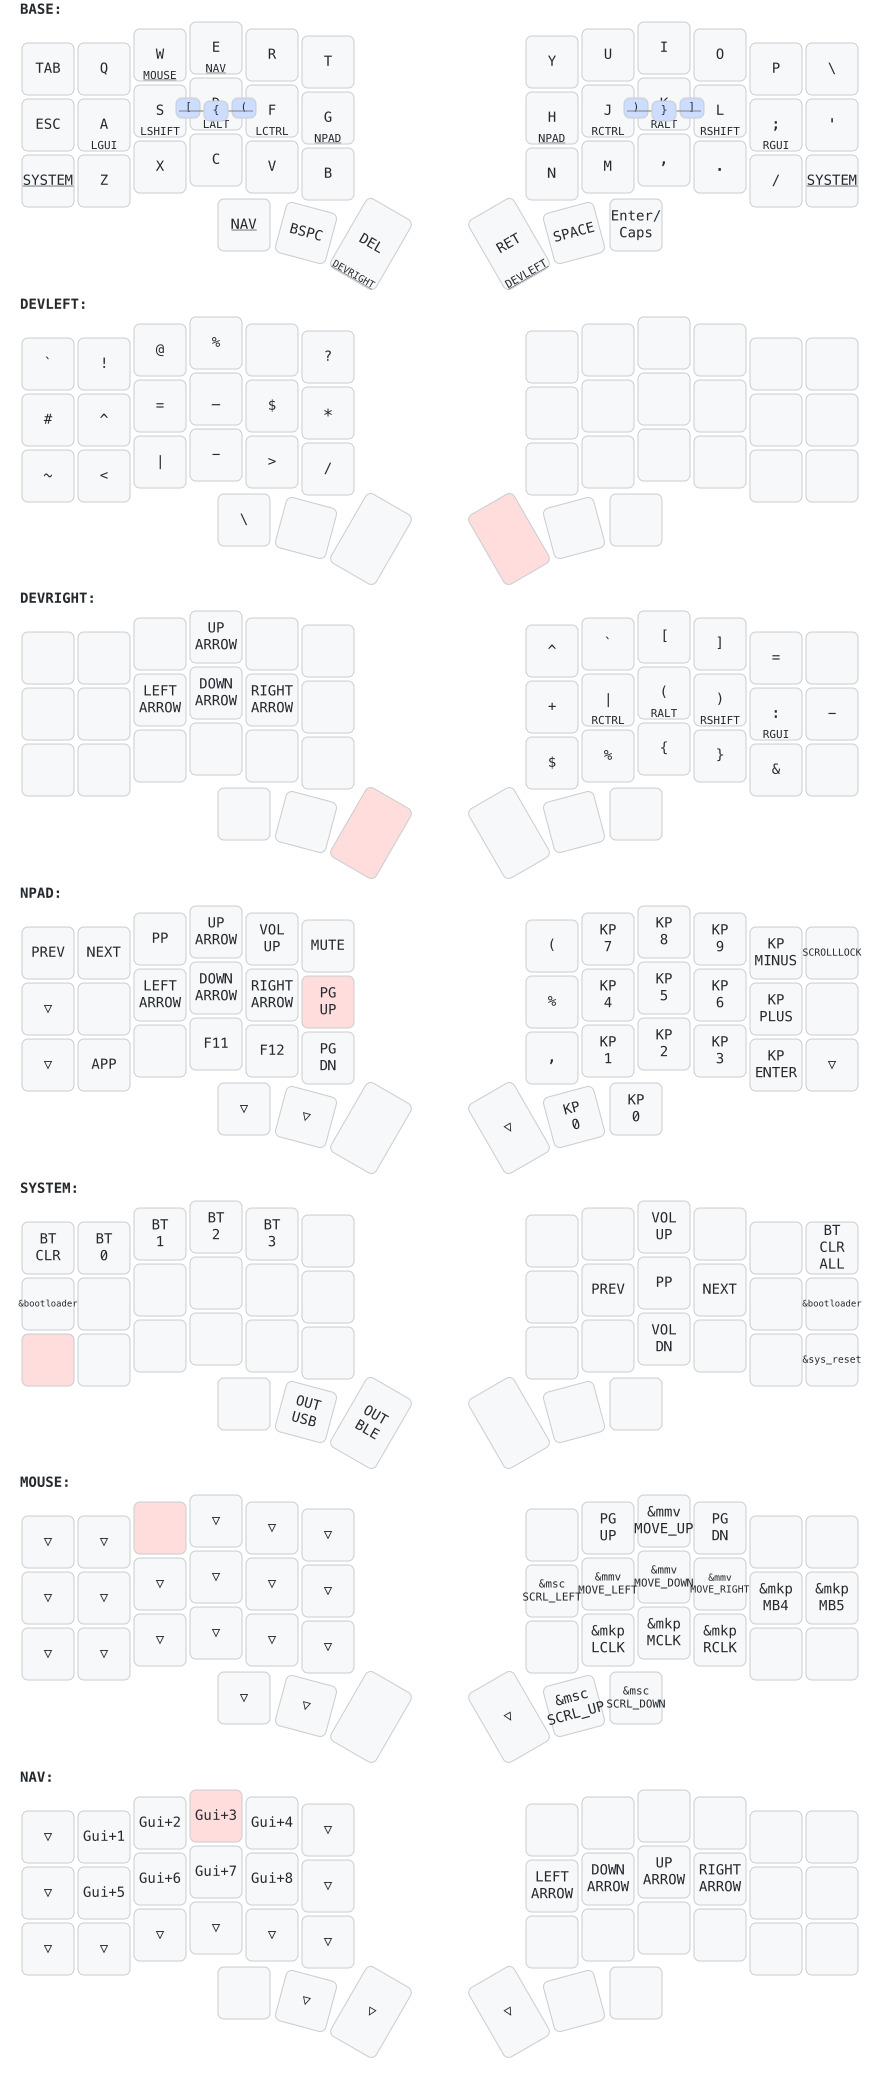 BASE:
TAB Q W E R T Y U I O P \
MOUSE NAV
ESC A S F G H J L ; '
[ { ( ) } ]
LGUI LSHIFT LALT LCTRL NPAD NPAD RCTRL RALT RSHIFT RGUI
SYSTEM Z X C V B N M , . / SYSTEM
NAV BSPC DEL RET SPACE Enter/
Caps
DEVRIGHT DEVLEFT
DEVLEFT:
` ! @ % ?
# ^ = – $ *
~ < | − > /
\
DEVRIGHT:
UP
ARROW
^ ` [ ] =
LEFT
ARROW
DOWN
ARROW
RIGHT
ARROW
+ | ( ) : −
RCTRL RALT RSHIFT RGUI
$ % { } &
NPAD:
PREV NEXT PP
UP
ARROW
VOL
UP
MUTE
(
KP
7
KP
8
KP
9
KP
MINUS
SCROLLLOCK
▽
LEFT
ARROW
DOWN
ARROW
RIGHT
ARROW
PG
UP
%
KP
4
KP
5
KP
6
KP
PLUS
▽ APP F11 F12
PG
DN
,
KP
1
KP
2
KP
3
KP
ENTER
▽
▽ ▽ ▽
KP
0
KP
0
SYSTEM:
BT
CLR
BT
0
BT
1
BT
2
BT
3
VOL
UP
BT
CLR
ALL
&bootloader PREV PP NEXT &bootloader
VOL
DN
&sys_reset
OUT
USB
OUT
BLE
MOUSE:
▽ ▽ ▽ ▽ ▽
PG
UP
&mmv
MOVE_UP
PG
DN
▽ ▽ ▽ ▽ ▽ ▽
&msc
SCRL_LEFT
&mmv
MOVE_LEFT
&mmv
MOVE_DOWN
&mmv
MOVE_RIGHT
&mkp
MB4
&mkp
MB5
▽ ▽ ▽ ▽ ▽ ▽
&mkp
LCLK
&mkp
MCLK
&mkp
RCLK
▽ ▽ ▽
&msc
SCRL_UP
&msc
SCRL_DOWN
NAV:
▽ Gui+1 Gui+2 Gui+3 Gui+4 ▽
▽ Gui+5 Gui+6 Gui+7 Gui+8 ▽
LEFT
ARROW
DOWN
ARROW
UP
ARROW
RIGHT
ARROW
▽ ▽ ▽ ▽ ▽ ▽
▽ ▽ ▽